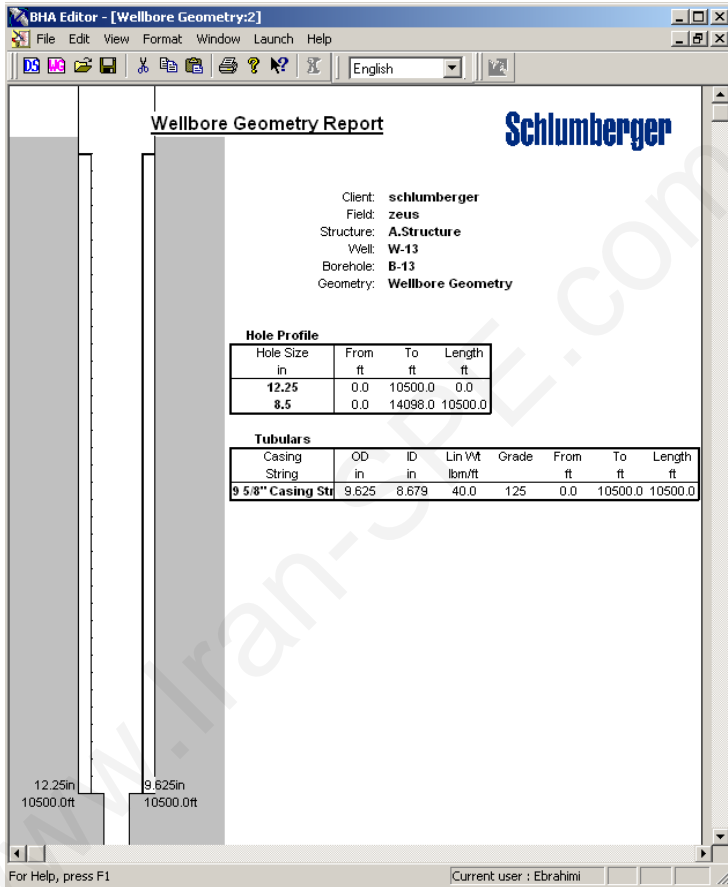 BHA Editor - [Wellbore Geometry:2]
File Edit View Format Window Launch Help
DS WG English
Wellbore Geometry Report
Schlumberger
Client: schlumberger
Field: zeus
Structure: A.Structure
Well: W-13
Borehole: B-13
Geometry: Wellbore Geometry
Hole Profile
Hole Size From To Length
in ft ft ft
12.25 0.0 10500.0 0.0
8.5 0.0 14098.0 10500.0
Tubulars
Casing OD ID Lin Wt Grade From To Length
String in in lbm/ft ft ft ft
9 5/8" Casing Str 9.625 8.679 40.0 125 0.0 10500.0 10500.0
12.25in 9.625in
10500.0ft 10500.0ft
www.Iran-SPE.com
For Help, press F1 Current user : Ebrahimi